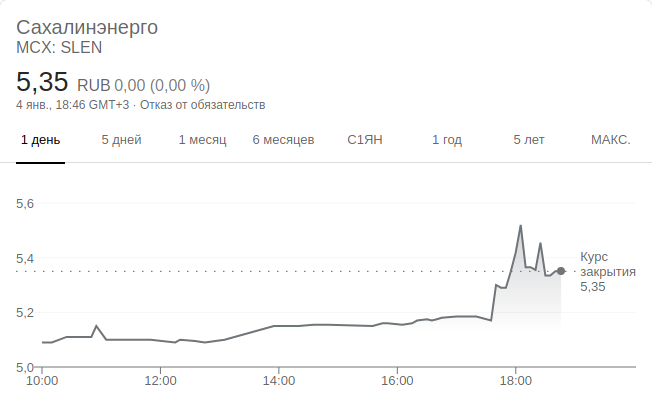 Сахалинэнерго
MCX: SLEN
5,35 RUB 0,00 (0,00 %)
4 янв., 18:46 GMT+3 · Отказ от обязательств
1 день 5 дней 1 месяц 6 месяцев С1ЯН 1 год 5 лет МАКС.
5,6
5,4
Курс
закрытия
5,35
5,2
5,0
10:00 12:00 14:00 16:00 18:00